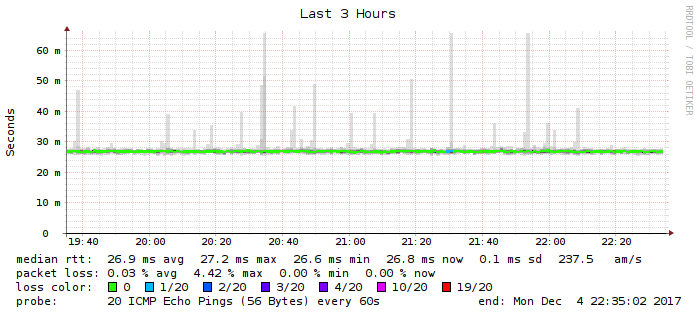 Last 3 Hours
RRDTOOL / TOBI OETIKER
Seconds
60 m
50 m
40 m
30 m
20 m
10 m
0
19:40 20:00 20:20 20:40 21:00 21:20 21:40 22:00 22:20
median rtt: 26.9 ms avg 27.2 ms max 26.6 ms min 26.8 ms now 0.1 ms sd 237.5 am/s
packet loss: 0.03 % avg 4.42 % max 0.00 % min 0.00 % now
loss color: 0 1/20 2/20 3/20 4/20 10/20 19/20
probe: 20 ICMP Echo Pings (56 Bytes) every 60s end: Mon Dec 4 22:35:02 2017